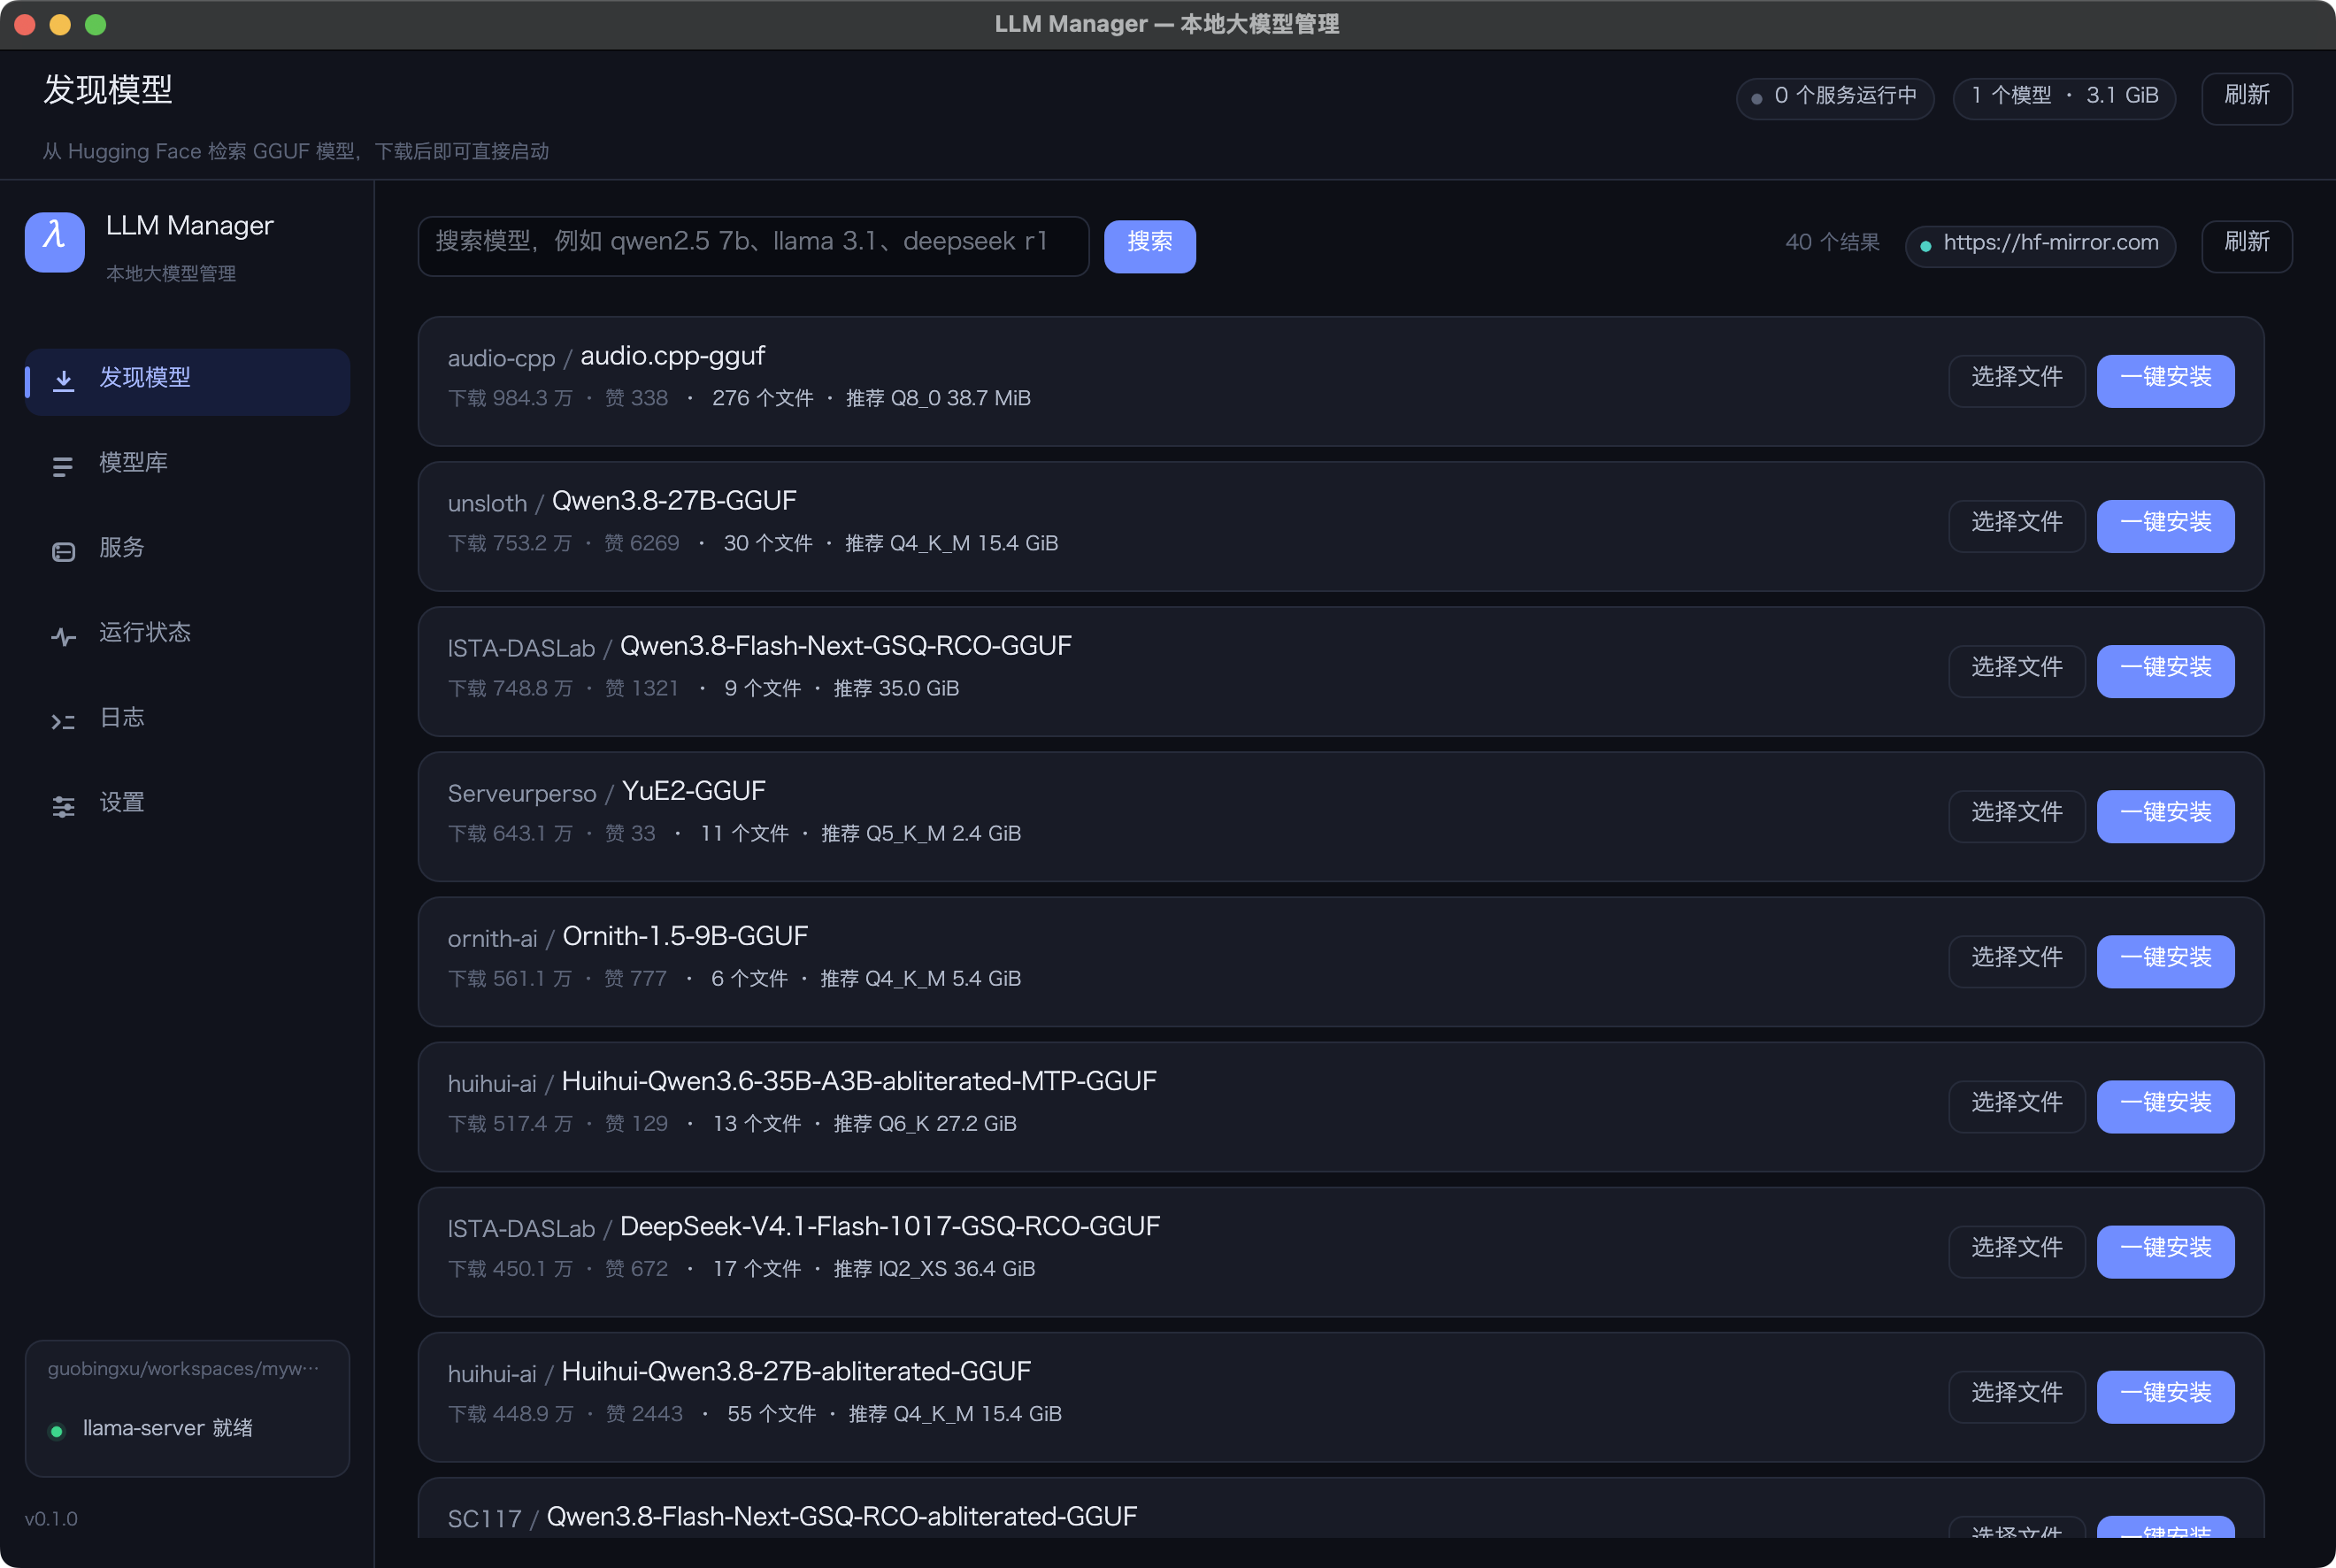 LLM Manager — 本地大模型管理
发现模型
0 个服务运行中
1 个模型 · 3.1 GiB
刷新
从 Hugging Face 检索 GGUF 模型，下载后即可直接启动
λ
LLM Manager
本地大模型管理
发现模型
模型库
服务
运行状态
日志
设置
guobingxu/workspaces/myw…
llama-server 就绪
v0.1.0
搜索模型，例如 qwen2.5 7b、llama 3.1、deepseek r1
搜索
40 个结果
https://hf-mirror.com
刷新
audio-cpp / audio.cpp-gguf
下载 984.3 万 · 赞 338 · 276 个文件 · 推荐 Q8_0 38.7 MiB
选择文件
一键安装
unsloth / Qwen3.8-27B-GGUF
下载 753.2 万 · 赞 6269 · 30 个文件 · 推荐 Q4_K_M 15.4 GiB
选择文件
一键安装
ISTA-DASLab / Qwen3.8-Flash-Next-GSQ-RCO-GGUF
下载 748.8 万 · 赞 1321 · 9 个文件 · 推荐 35.0 GiB
选择文件
一键安装
Serveurperso / YuE2-GGUF
下载 643.1 万 · 赞 33 · 11 个文件 · 推荐 Q5_K_M 2.4 GiB
选择文件
一键安装
ornith-ai / Ornith-1.5-9B-GGUF
下载 561.1 万 · 赞 777 · 6 个文件 · 推荐 Q4_K_M 5.4 GiB
选择文件
一键安装
huihui-ai / Huihui-Qwen3.6-35B-A3B-abliterated-MTP-GGUF
下载 517.4 万 · 赞 129 · 13 个文件 · 推荐 Q6_K 27.2 GiB
选择文件
一键安装
ISTA-DASLab / DeepSeek-V4.1-Flash-1017-GSQ-RCO-GGUF
下载 450.1 万 · 赞 672 · 17 个文件 · 推荐 IQ2_XS 36.4 GiB
选择文件
一键安装
huihui-ai / Huihui-Qwen3.8-27B-abliterated-GGUF
下载 448.9 万 · 赞 2443 · 55 个文件 · 推荐 Q4_K_M 15.4 GiB
选择文件
一键安装
SC117 / Qwen3.8-Flash-Next-GSQ-RCO-abliterated-GGUF
选择文件
一键安装